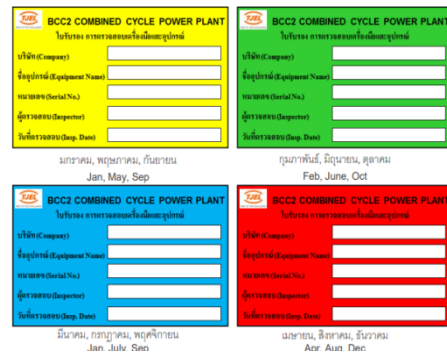 TJEL
BCC2 COMBINED CYCLE POWER PLANT
ใบรับรอง การตรวจสอบเครื่องมือและอุปกรณ์
บริษัท (Company)
ชื่ออุปกรณ์ (Equipment Name)
หมายเลข (Serial No.)
ผู้ตรวจสอบ (Inspector)
วันที่ตรวจสอบ (Insp. Date)
มกราคม, พฤษภาคม, กันยายน
Jan, May, Sep
TJEL
BCC2 COMBINED CYCLE POWER PLANT
ใบรับรอง การตรวจสอบเครื่องมือและอุปกรณ์
บริษัท (Company)
ชื่ออุปกรณ์ (Equipment Name)
หมายเลข (Serial No.)
ผู้ตรวจสอบ (Inspector)
วันที่ตรวจสอบ (Insp. Date)
กุมภาพันธ์, มิถุนายน, ตุลาคม
Feb, June, Oct
TJEL
BCC2 COMBINED CYCLE POWER PLANT
ใบรับรอง การตรวจสอบเครื่องมือและอุปกรณ์
บริษัท (Company)
ชื่ออุปกรณ์ (Equipment Name)
หมายเลข (Serial No.)
ผู้ตรวจสอบ (Inspector)
วันที่ตรวจสอบ (Insp. Date)
มีนาคม, กรกฎาคม, พฤศจิกายน
Jan, July, Sep
TJEL
BCC2 COMBINED CYCLE POWER PLANT
ใบรับรอง การตรวจสอบเครื่องมือและอุปกรณ์
บริษัท (Company)
ชื่ออุปกรณ์ (Equipment Name)
หมายเลข (Serial No.)
ผู้ตรวจสอบ (Inspector)
วันที่ตรวจสอบ (Insp. Date)
เมษายน, สิงหาคม, ธันวาคม
Apr, Aug, Dec